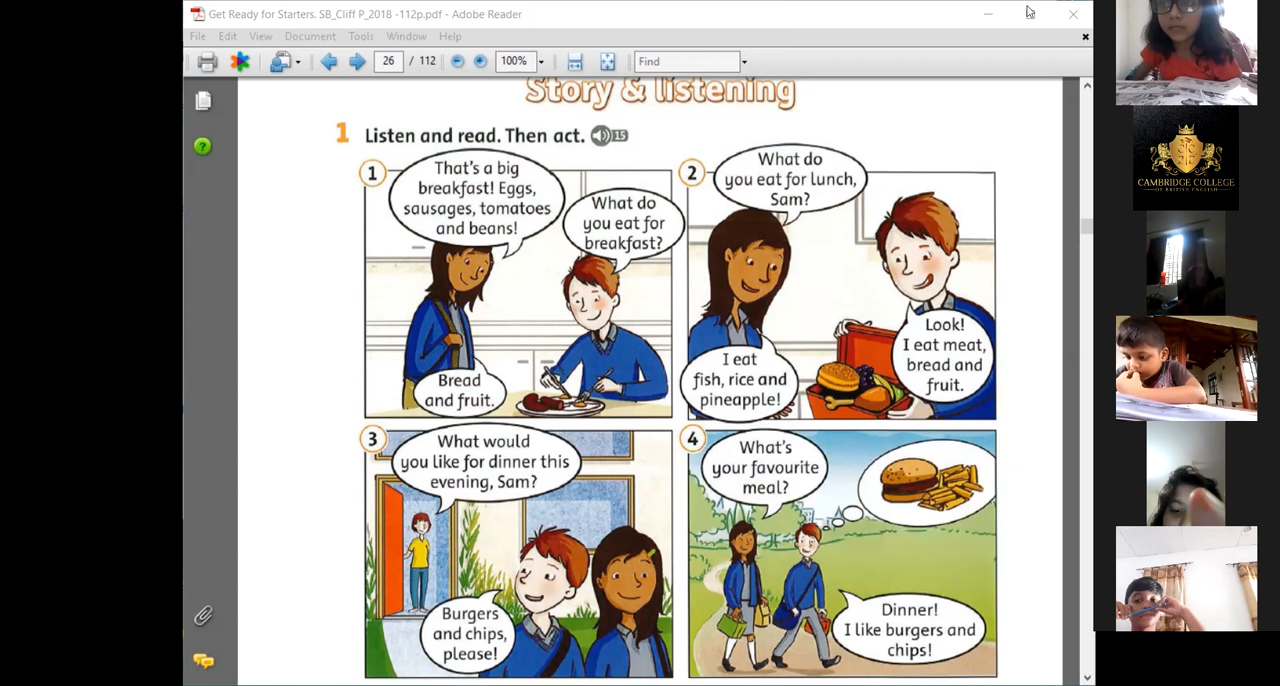 Get Ready for Starters. SB_Cliff P_2018 -112p.pdf - Adobe Reader
File Edit View Document Tools Window Help
26 / 112 100% Find
Story & listening
1 Listen and read. Then act. 15
1
That's a big
breakfast! Eggs,
sausages, tomatoes
and beans!
What do
you eat for
breakfast?
Bread
and fruit.
2
What do
you eat for lunch,
Sam?
I eat
fish, rice and
pineapple!
Look!
I eat meat,
bread and
fruit.
3
What would
you like for dinner this
evening, Sam?
Burgers
and chips,
please!
4
What's
your favourite
meal?
Dinner!
I like burgers and
chips!
CAMBRIDGE COLLEGE
OF BRITISH ENGLISH